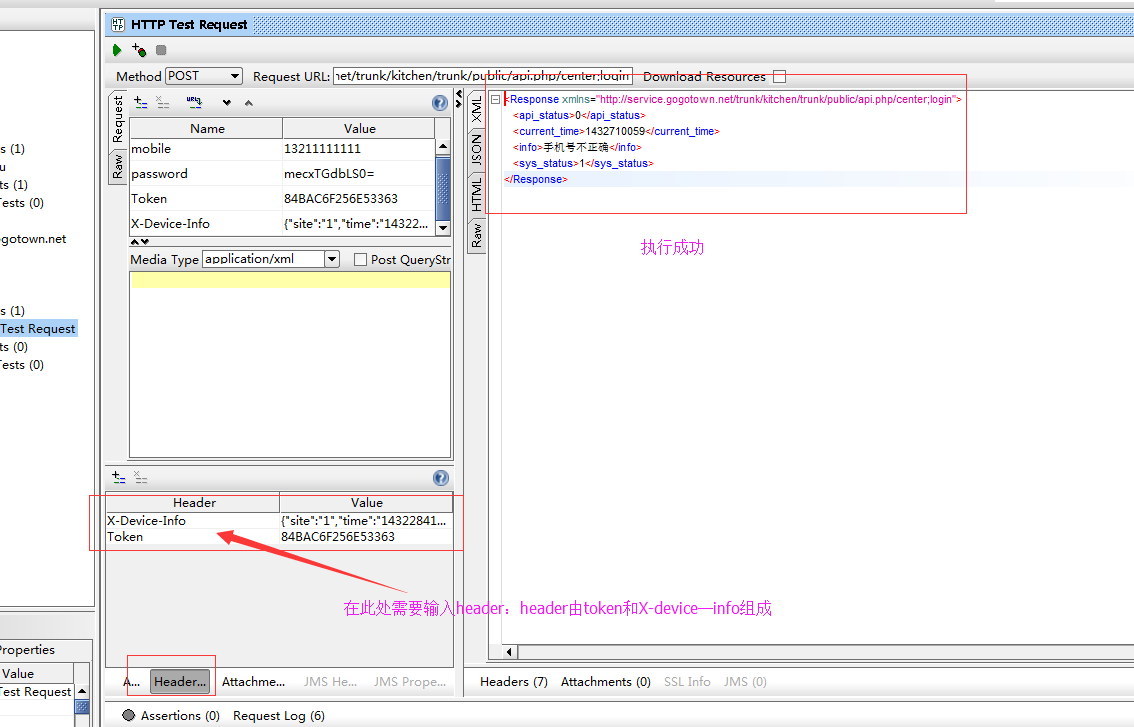 HTTP Test Request
Method POST Request URL: net/trunk/kitchen/trunk/public/api.php/center;login Download Resources
Request
Raw
Name Value
mobile 13211111111
password mecxTGdbLS0=
Token 84BAC6F256E53363
X-Device-Info {"site":"1","time":"14322...
Media Type application/xml Post QueryStr
XML
JSON
HTML
Raw
<Response xmlns="http://service.gogotown.net/trunk/kitchen/trunk/public/api.php/center;login">
<api_status>0</api_status>
<current_time>1432710059</current_time>
<info>手机号不正确</info>
<sys_status>1</sys_status>
</Response>
执行成功
s (1)
u
ts (1)
ests (0)
ogotown.net
s (1)
Test Request
ts (0)
ests (0)
Header Value
X-Device-Info {"site":"1","time":"14322841...
Token 84BAC6F256E53363
在此处需要输入header：header由token和X-device—info组成
Properties
Value
Test Request
A... Header... Attachme... JMS He... JMS Prope...
Headers (7) Attachments (0) SSL Info JMS (0)
Assertions (0) Request Log (6)